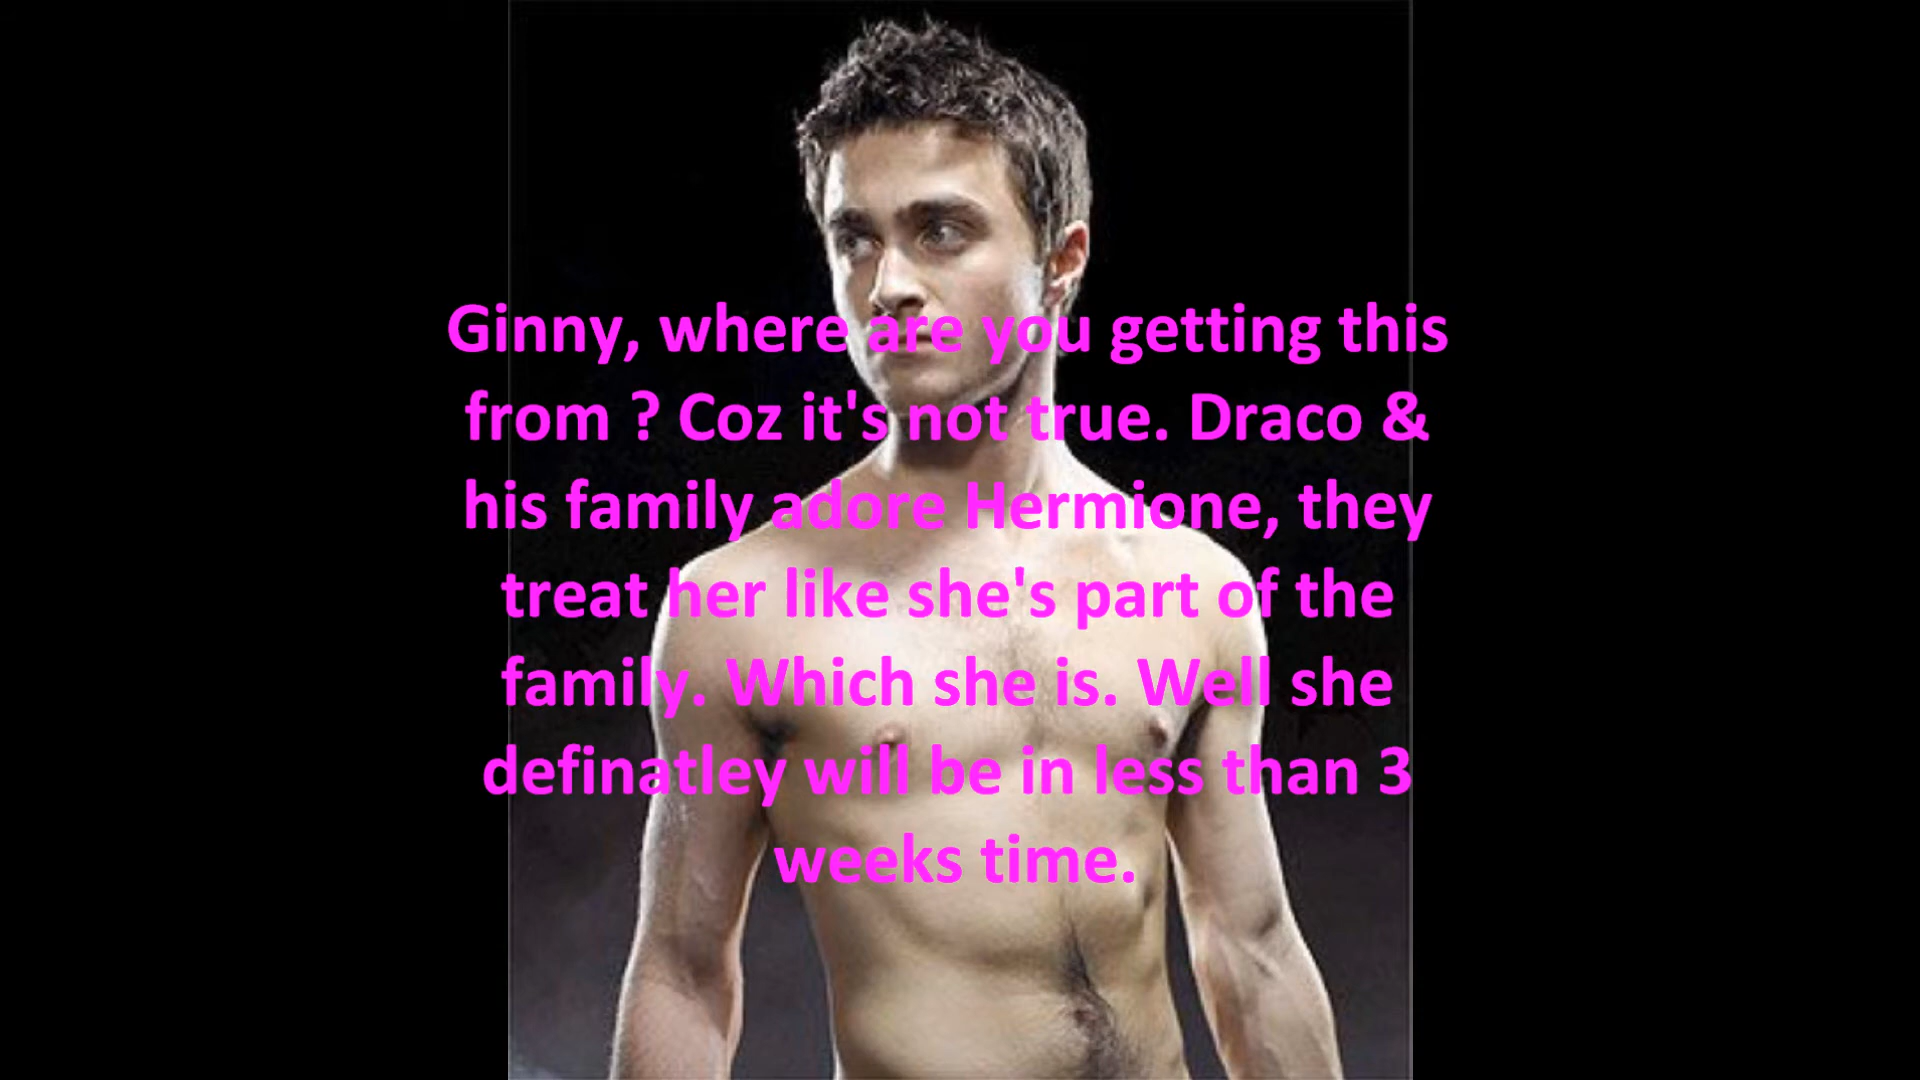 Ginny, where are you getting this
from ? Coz it's not true. Draco &
his family adore Hermione, they
treat her like she's part of the
family. Which she is. Well she
definatley will be in less than 3
weeks time.